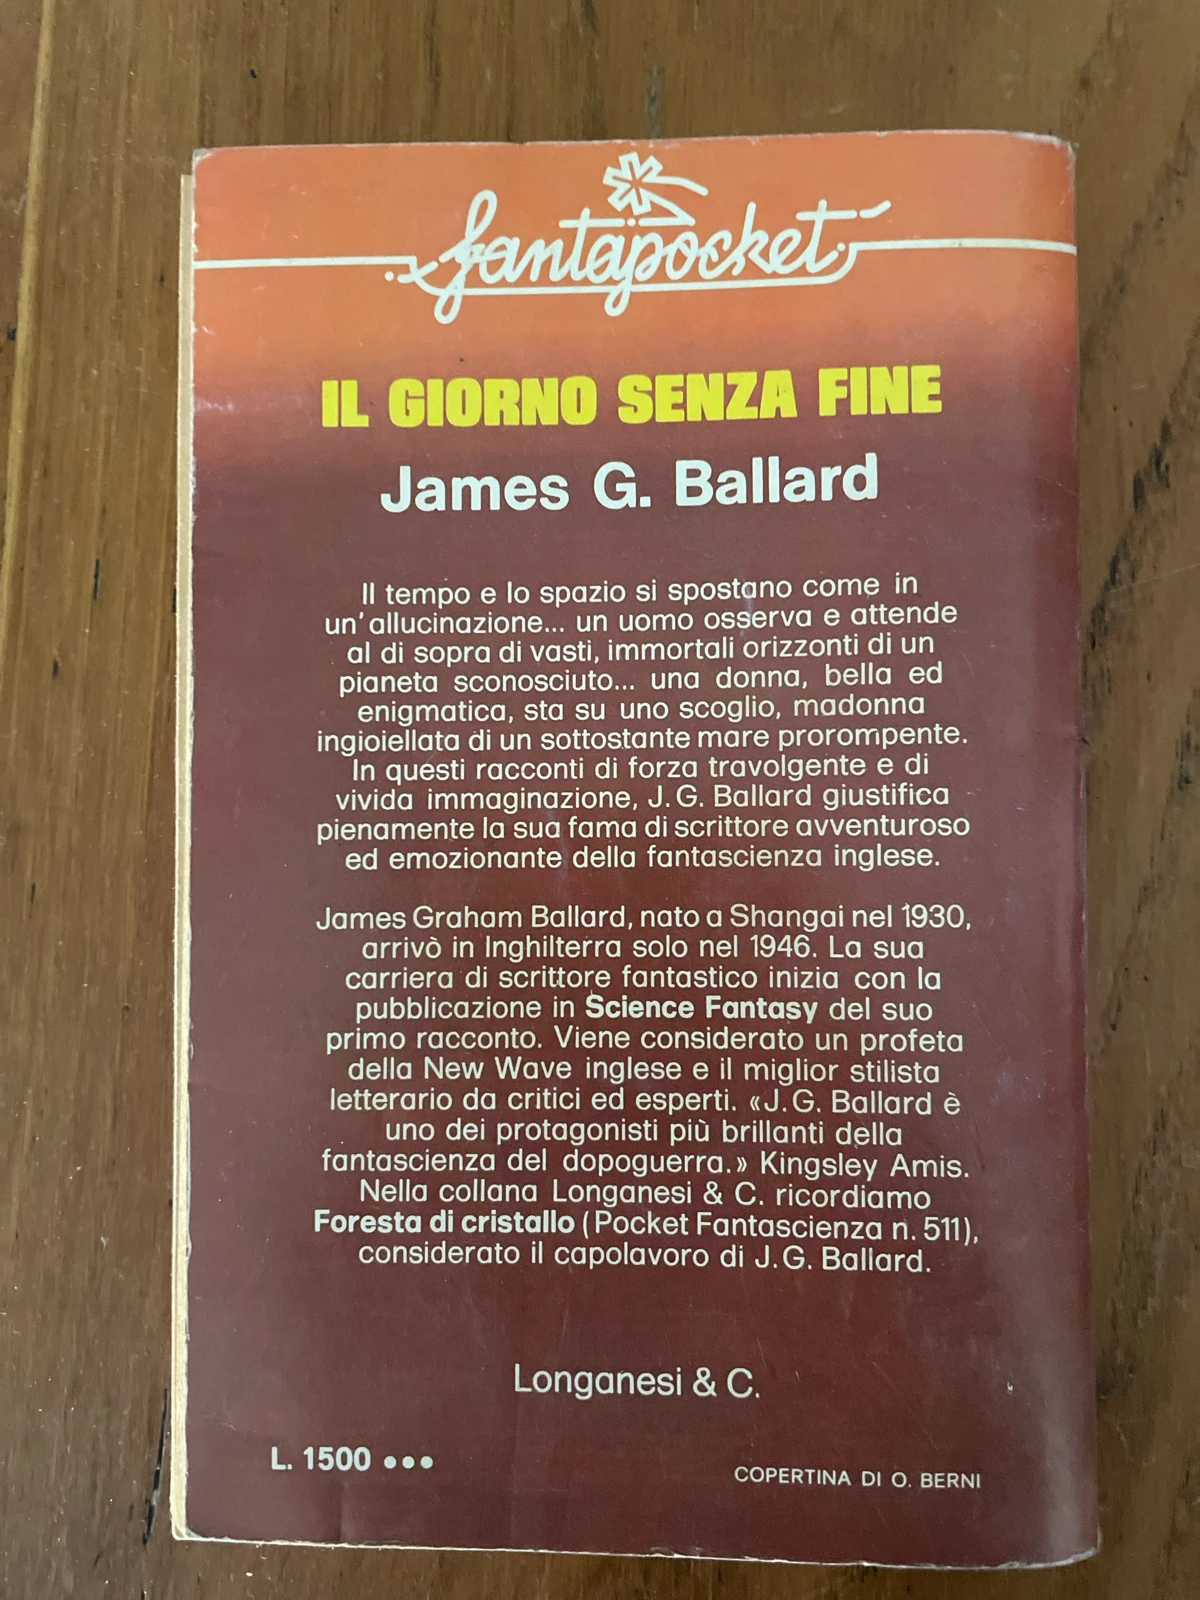 fantapocket
IL GIORNO SENZA FINE
James G. Ballard
Il tempo e lo spazio si spostano come in
un'allucinazione... un uomo osserva e attende
al di sopra di vasti, immortali orizzonti di un
pianeta sconosciuto... una donna, bella ed
enigmatica, sta su uno scoglio, madonna
ingioiellata di un sottostante mare prorompente.
In questi racconti di forza travolgente e di
vivida immaginazione, J.G. Ballard giustifica
pienamente la sua fama di scrittore avventuroso
ed emozionante della fantascienza inglese.
James Graham Ballard, nato a Shangai nel 1930,
arrivò in Inghilterra solo nel 1946. La sua
carriera di scrittore fantastico inizia con la
pubblicazione in Science Fantasy del suo
primo racconto. Viene considerato un profeta
della New Wave inglese e il miglior stilista
letterario da critici ed esperti. «J.G. Ballard è
uno dei protagonisti più brillanti della
fantascienza del dopoguerra.» Kingsley Amis.
Nella collana Longanesi & C. ricordiamo
Foresta di cristallo (Pocket Fantascienza n. 511),
considerato il capolavoro di J.G. Ballard.
Longanesi & C.
L. 1500 •••
COPERTINA DI O. BERNI